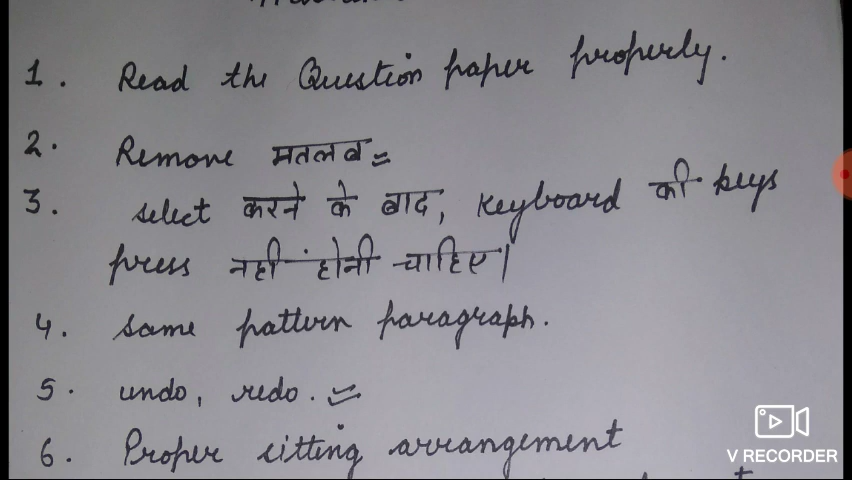 1. Read the Question paper properly.
2. Remove मतलब =
3. select करने के बाद, Keyboard की keys
press नही होनी चाहिए।
4. same pattern paragraph.
5. undo, redo. =
6. Proper sitting arrangement
V RECORDER